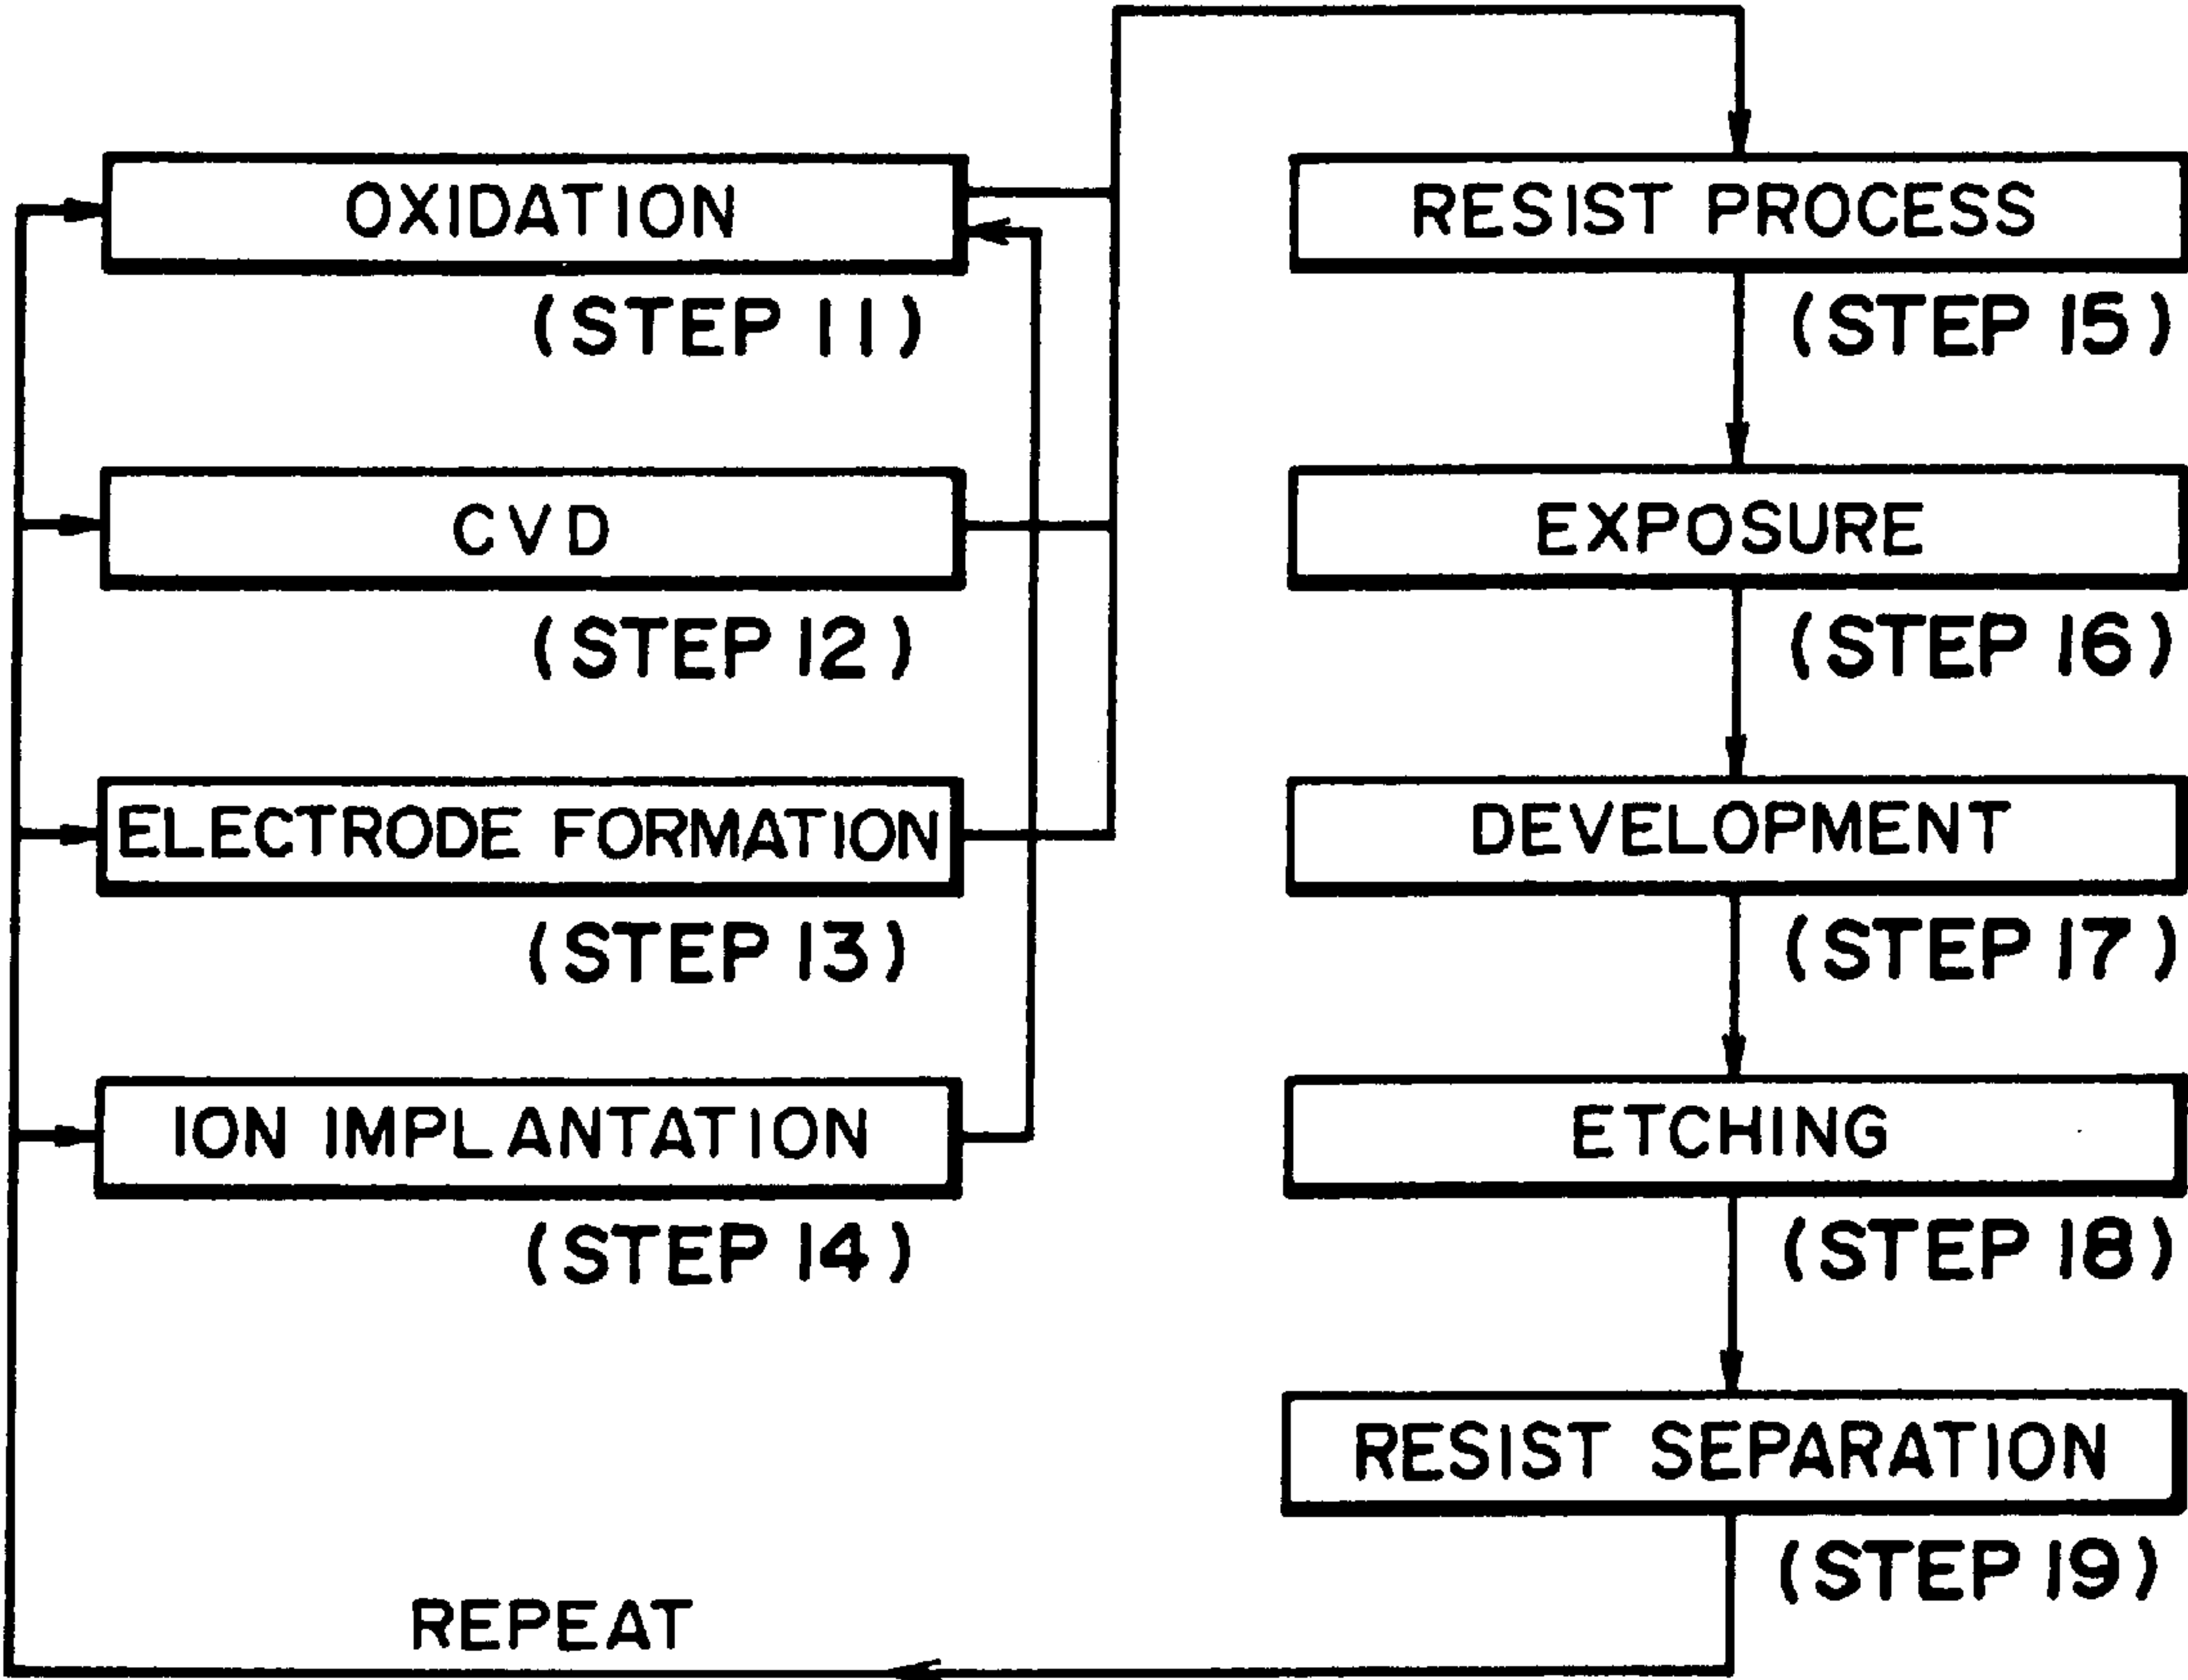 OXIDATION
(STEP 11)
CVD
(STEP 12)
ELECTRODE FORMATION
(STEP 13)
ION IMPLANTATION
(STEP 14)
RESIST PROCESS
(STEP 15)
EXPOSURE
(STEP 16)
DEVELOPMENT
(STEP 17)
ETCHING
(STEP 18)
RESIST SEPARATION
(STEP 19)
REPEAT